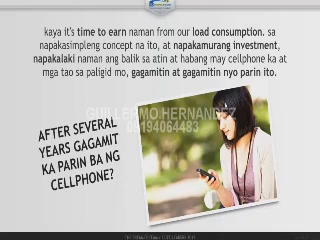 kaya it's time to earn naman from our load consumption. sa
napakasimpleng concept na ito, at napakamurang investment,
napakalaki naman ang balik sa atin at habang may cellphone ka at
mga tao sa paligid mo, gagamitin at gagamitin nyo parin ito.
GUILLERMO HERNANDEZ
09194064483
AFTER SEVERAL
YEARS GAGAMIT
KA PARIN BA NG
CELLPHONE?